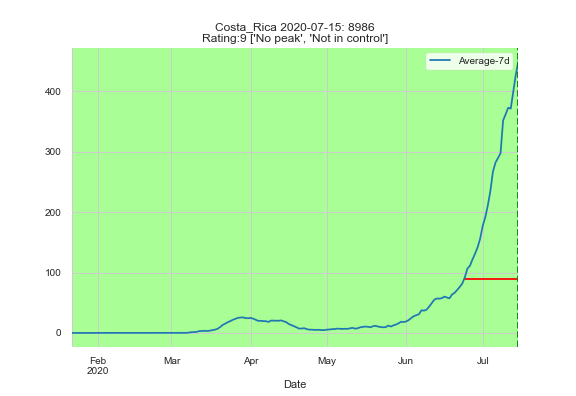 Costa_Rica 2020-07-15: 8986
Rating:9 ['No peak', 'Not in control']
Average-7d
400
300
200
100
0
Feb
2020
Mar
Apr
May
Jun
Jul
Date